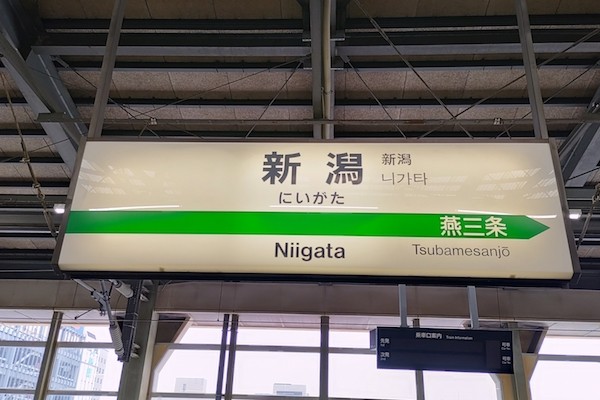 新潟
新潟
니가타
にいがた
燕三条
Niigata
Tsubamesanjō